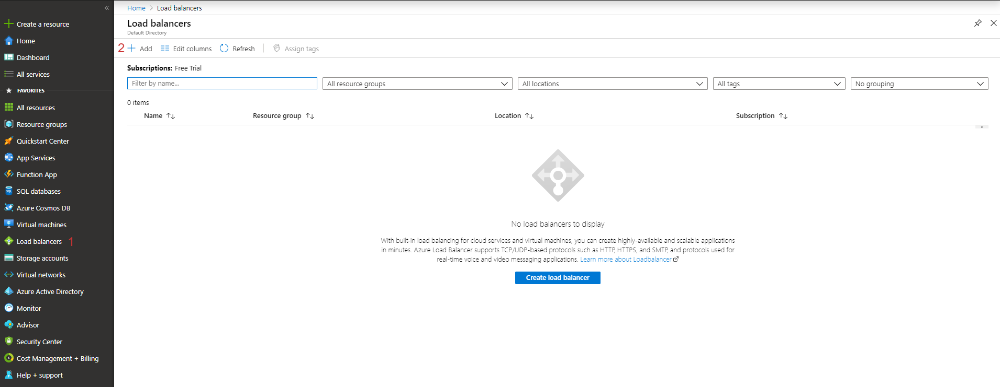 «
Create a resource
Home
Dashboard
All services
FAVORITES
All resources
Resource groups
Quickstart Center
App Services
Function App
SQL databases
Azure Cosmos DB
Virtual machines
Load balancers 1
Storage accounts
Virtual networks
Azure Active Directory
Monitor
Advisor
Security Center
Cost Management + Billing
Help + support
Home > Load balancers
Load balancers
Default Directory
2 + Add Edit columns Refresh Assign tags
Subscriptions: Free Trial
Filter by name... All resource groups All locations All tags No grouping
0 items
Name ↑↓ Resource group ↑↓ Location ↑↓ Subscription ↑↓
No load balancers to display
With built-in load balancing for cloud services and virtual machines, you can create highly-available and scalable applications
in minutes. Azure Load Balancer supports TCP/UDP-based protocols such as HTTP, HTTPS, and SMTP, and protocols used for
real-time voice and video messaging applications. Learn more about Loadbalancer
Create load balancer